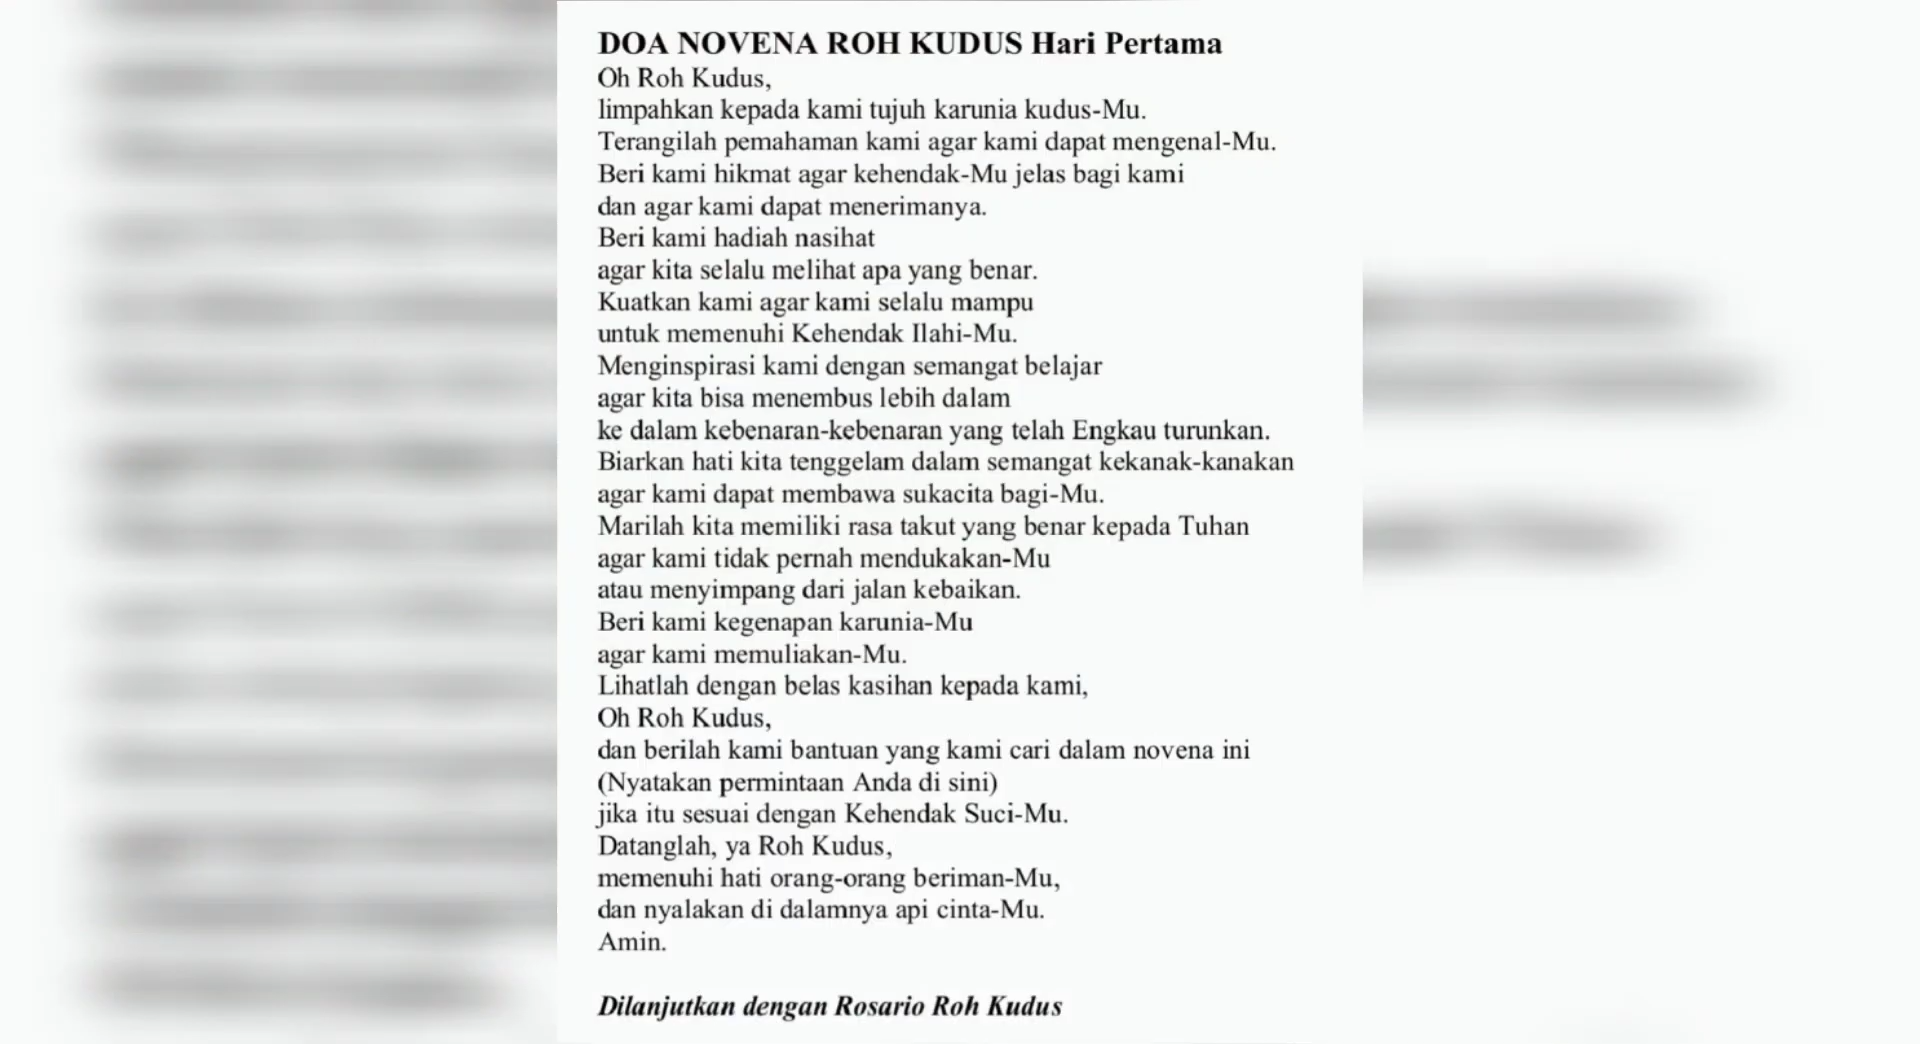 DOA NOVENA ROH KUDUS Hari Pertama
Oh Roh Kudus,
limpahkan kepada kami tujuh karunia kudus-Mu.
Terangilah pemahaman kami agar kami dapat mengenal-Mu.
Beri kami hikmat agar kehendak-Mu jelas bagi kami
dan agar kami dapat menerimanya.
Beri kami hadiah nasihat
agar kita selalu melihat apa yang benar.
Kuatkan kami agar kami selalu mampu
untuk memenuhi Kehendak Ilahi-Mu.
Menginspirasi kami dengan semangat belajar
agar kita bisa menembus lebih dalam
ke dalam kebenaran-kebenaran yang telah Engkau turunkan.
Biarkan hati kita tenggelam dalam semangat kekanak-kanakan
agar kami dapat membawa sukacita bagi-Mu.
Marilah kita memiliki rasa takut yang benar kepada Tuhan
agar kami tidak pernah mendukakan-Mu
atau menyimpang dari jalan kebaikan.
Beri kami kegenapan karunia-Mu
agar kami memuliakan-Mu.
Lihatlah dengan belas kasihan kepada kami,
Oh Roh Kudus,
dan berilah kami bantuan yang kami cari dalam novena ini
(Nyatakan permintaan Anda di sini)
jika itu sesuai dengan Kehendak Suci-Mu.
Datanglah, ya Roh Kudus,
memenuhi hati orang-orang beriman-Mu,
dan nyalakan di dalamnya api cinta-Mu.
Amin.
Dilanjutkan dengan Rosario Roh Kudus